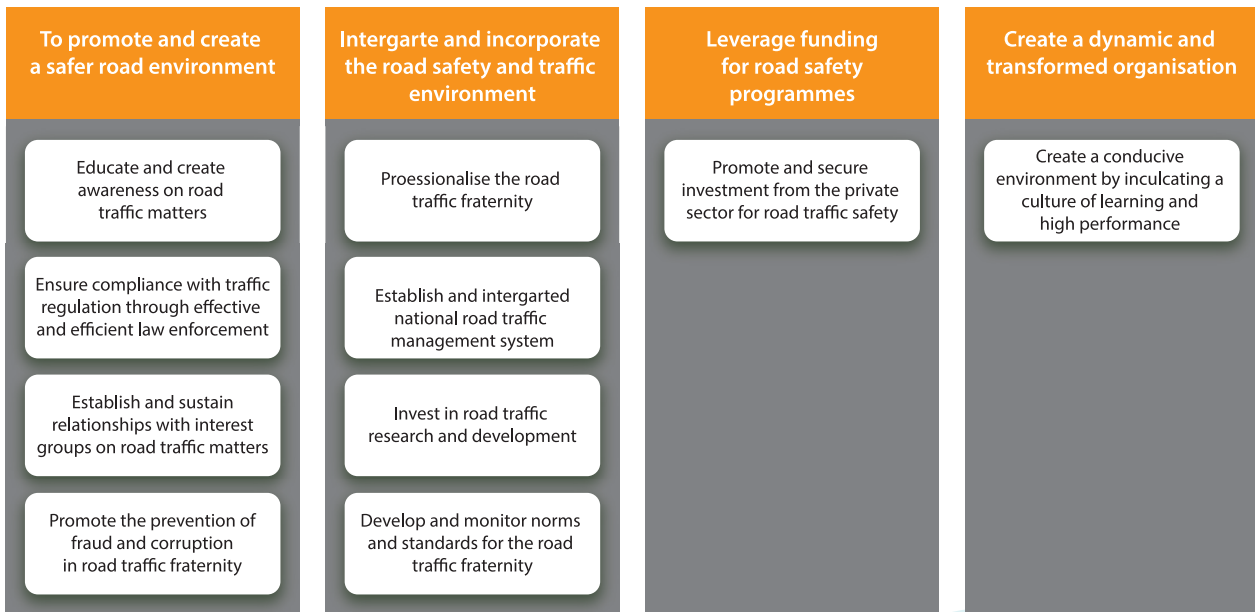 To promote and create
a safer road environment
Educate and create
awareness on road
traffic matters
Ensure compliance with traffic
regulation through effective
and efficient law enforcement
Establish and sustain
relationships with interest
groups on road traffic matters
Promote the prevention of
fraud and corruption
in road traffic fraternity
Intergarte and incorporate
the road safety and traffic
environment
Proessionalise the road
traffic fraternity
Establish and intergarted
national road traffic
management system
Invest in road traffic
research and development
Develop and monitor norms
and standards for the road
traffic fraternity
Leverage funding
for road safety
programmes
Promote and secure
investment from the private
sector for road traffic safety
Create a dynamic and
transformed organisation
Create a conducive
environment by inculcating a
culture of learning and
high performance